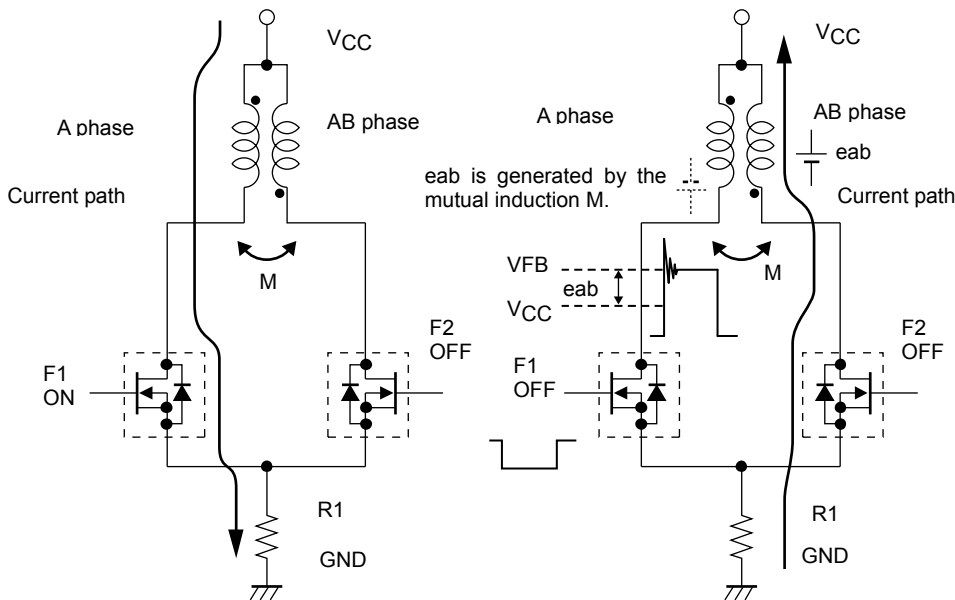 VCC
A phase
AB phase
Current path
M
F1
ON
F2
OFF
R1
GND
VCC
A phase
AB phase
eab
eab is generated by the
mutual induction M.
Current path
M
VFB
eab
VCC
F1
OFF
F2
OFF
R1
GND